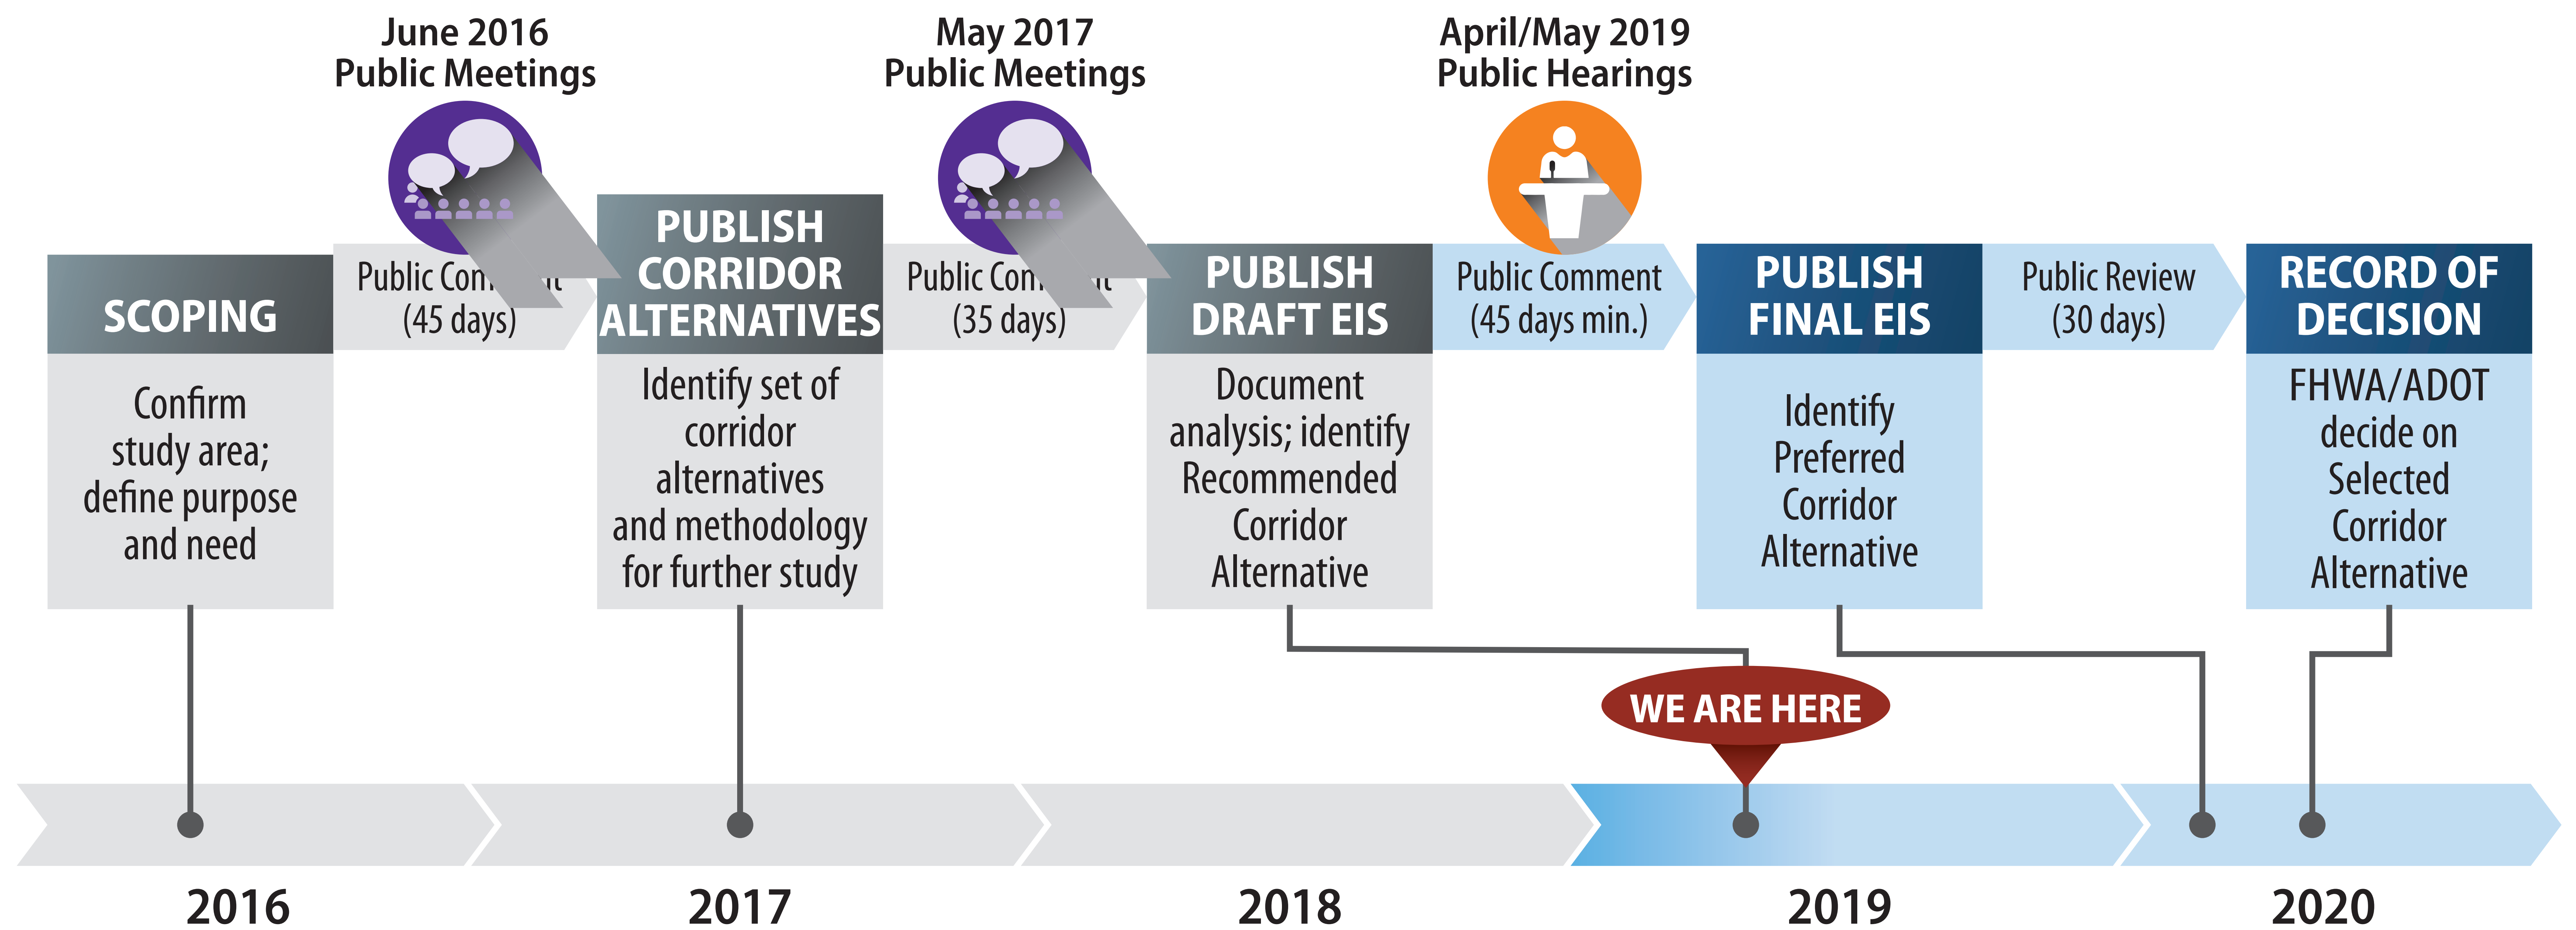 June 2016
Public Meetings
May 2017
Public Meetings
April/May 2019
Public Hearings
SCOPING
Confirm
study area;
define purpose
and need
Public
(45 days)
PUBLISH
CORRIDOR
ALTERNATIVES
Identify set of
corridor
alternatives
and methodology
for further study
Public
(35 days)
PUBLISH
DRAFT EIS
Document
analysis; identify
Recommended
Corridor
Alternative
Public Comment
(45 days min.)
PUBLISH
FINAL EIS
Identify
Preferred
Corridor
Alternative
Public Review
(30 days)
RECORD OF
DECISION
FHWA/ADOT
decide on
Selected
Corridor
Alternative
WE ARE HERE
2016
2017
2018
2019
2020